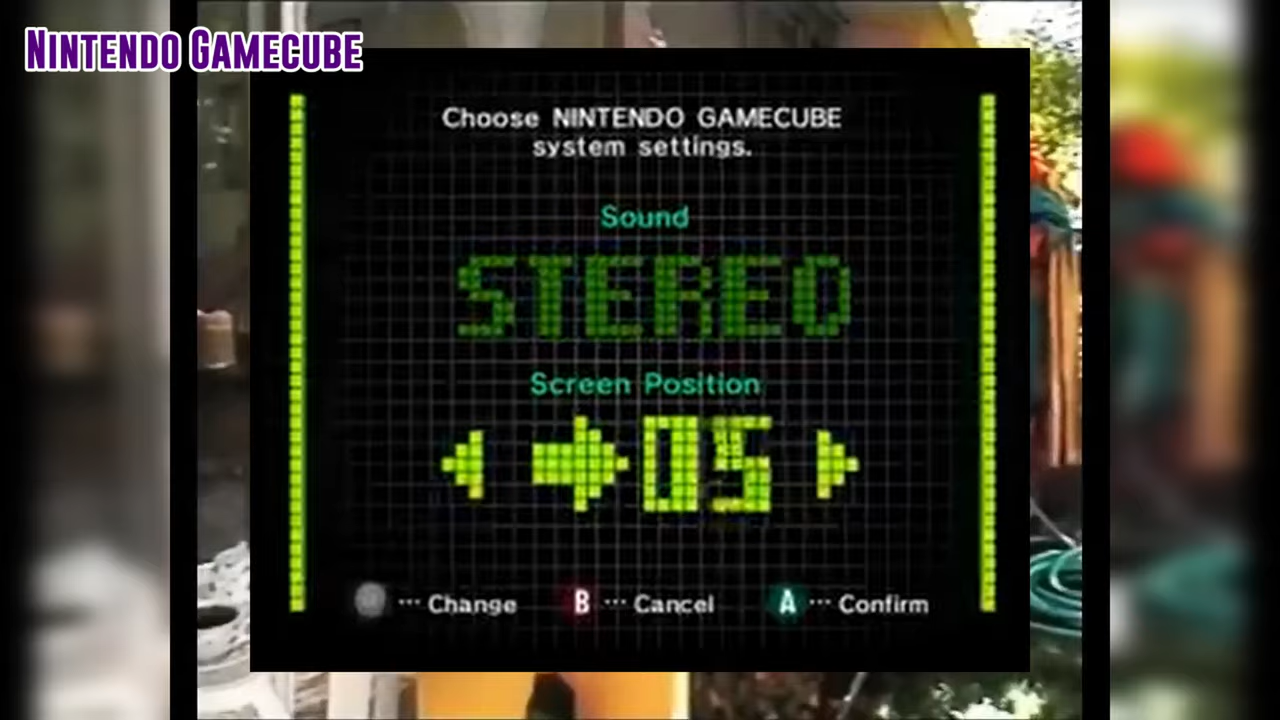 NINTENDO GAMECUBE
Choose NINTENDO GAMECUBE
system settings.
Sound
STEREO
Screen Position
05
··· Change B ··· Cancel A ··· Confirm